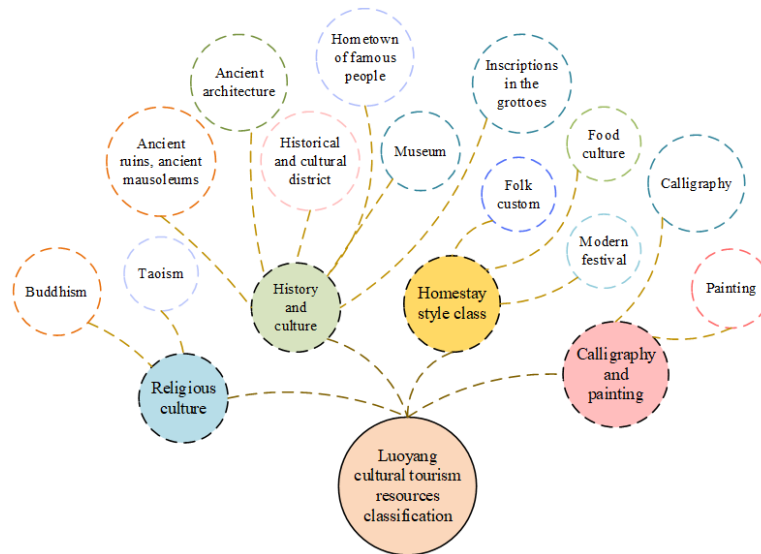 Hometown
of famous
people
Ancient
architecture
Inscriptions in the
grottoes
Ancient
ruins, ancient
mausoleums
Historical
and cultural
district
Museum
Food
culture
Folk
custom
Calligraphy
Modern
festival
Buddhism
Taoism
Painting
History
and
culture
Homestay
style class
Religious
culture
Calligraphy
and
painting
Luoyang
cultural tourism
resources
classification